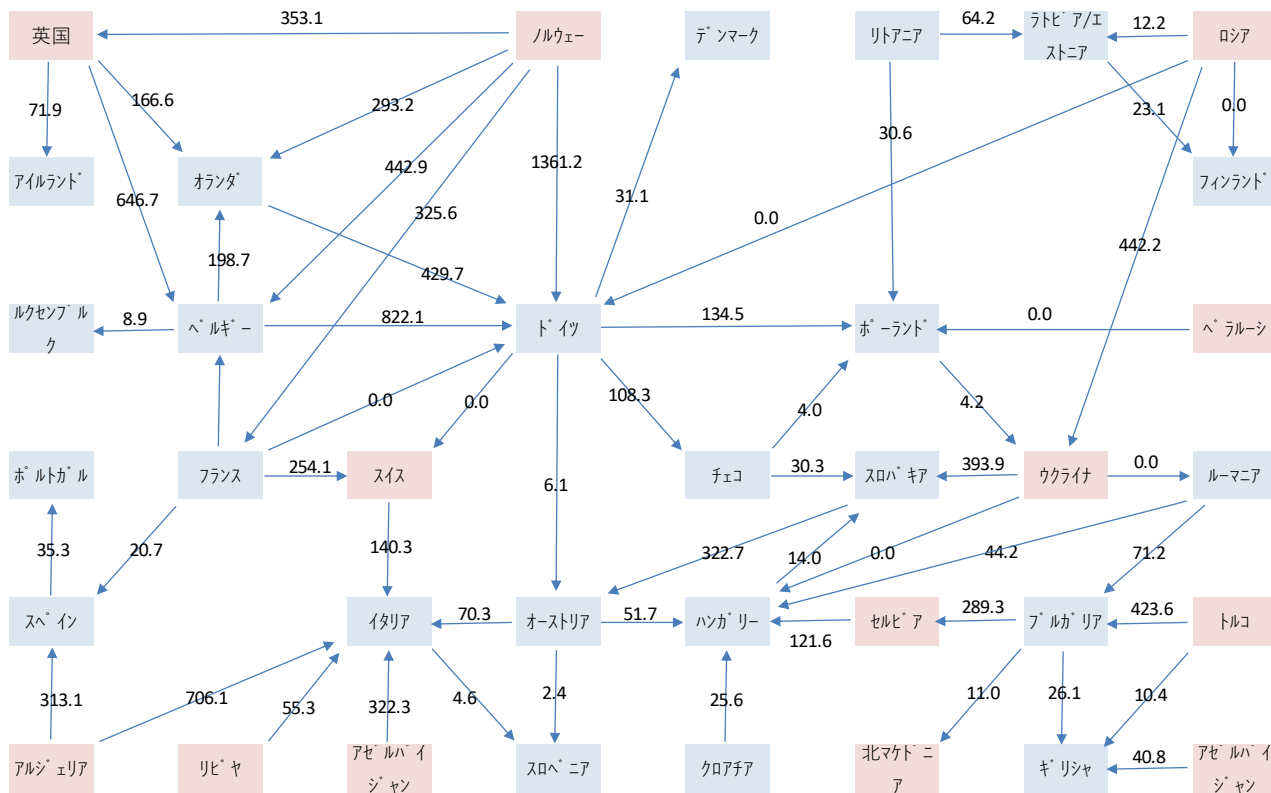 353.1
64.2
12.2
英国
ﾉﾙｳｪｰ
ﾃﾞﾝﾏｰｸ
ﾘﾄｱﾆｱ
ﾗﾄﾋﾞｱ/ｴ
ｽﾄﾆｱ
ﾛｼｱ
71.9
166.6
293.2
1361.2
30.6
23.1
0.0
ｱｲﾙﾗﾝﾄﾞ
ｵﾗﾝﾀﾞ
442.9
31.1
ﾌｨﾝﾗﾝﾄﾞ
646.7
325.6
0.0
442.2
198.7
429.7
ﾙｸｾﾝﾌﾞﾙ
ｸ
8.9
ﾍﾞﾙｷﾞｰ
822.1
ﾄﾞｲﾂ
134.5
ﾎﾟｰﾗﾝﾄﾞ
0.0
ﾍﾞﾗﾙｰｼ
0.0
0.0
108.3
4.0
4.2
ﾎﾟﾙﾄｶﾞﾙ
ﾌﾗﾝｽ
254.1
ｽｲｽ
6.1
ﾁｪｺ
30.3
ｽﾛﾊﾞｷｱ
393.9
ｳｸﾗｲﾅ
0.0
ﾙｰﾏﾆｱ
35.3
20.7
140.3
322.7
14.0
0.0
44.2
71.2
ｽﾍﾟｲﾝ
ｲﾀﾘｱ
70.3
ｵｰｽﾄﾘｱ
51.7
ﾊﾝｶﾞﾘｰ
121.6
ｾﾙﾋﾞｱ
289.3
ﾌﾞﾙｶﾞﾘｱ
423.6
ﾄﾙｺ
313.1
706.1
55.3
322.3
4.6
2.4
25.6
11.0
26.1
10.4
ｱﾙｼﾞｪﾘｱ
ﾘﾋﾞﾔ
ｱｾﾞﾙﾊﾞｲ
ｼﾞｬﾝ
ｽﾛﾍﾞﾆｱ
ｸﾛｱﾁｱ
北ﾏｹﾄﾞﾆ
ｱ
ｷﾞﾘｼｬ
40.8
ｱｾﾞﾙﾊﾞｲ
ｼﾞｬﾝ